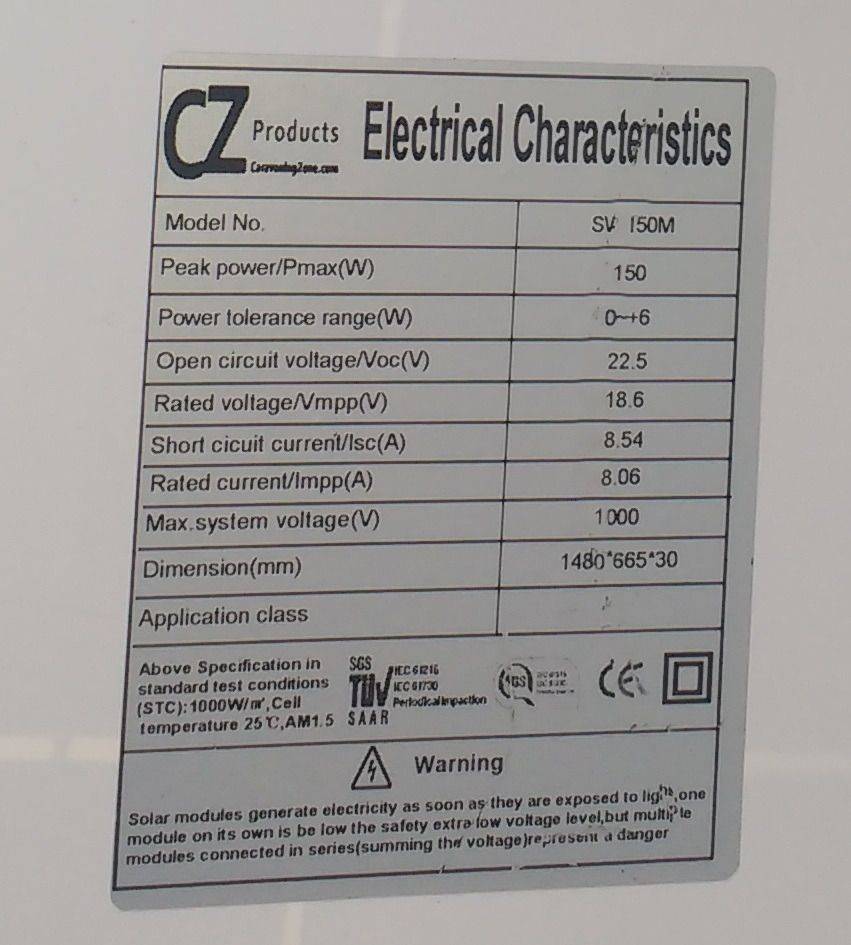 CZ Products Electrical Characteristics
CaravaningZone.com
Model No. SV 150M
Peak power/Pmax(W) 150
Power tolerance range(W) 0~+6
Open circuit voltage/Voc(V) 22.5
Rated voltage/Vmpp(V) 18.6
Short cicuit current/Isc(A) 8.54
Rated current/Impp(A) 8.06
Max.system voltage(V) 1000
Dimension(mm) 1480*665*30
Application class
Above Specification in
standard test conditions
(STC):1000W/㎡,Cell
temperature 25℃,AM1.5
SGS
TÜV
SAAR
IEC 61215
IEC 61730
Periodical Inspaction
SGS
CE
Warning
Solar modules generate electricity as soon as they are exposed to light,one
module on its own is be low the safety extra low voltage level,but multiple
modules connected in series(summing the voltage)represent a danger